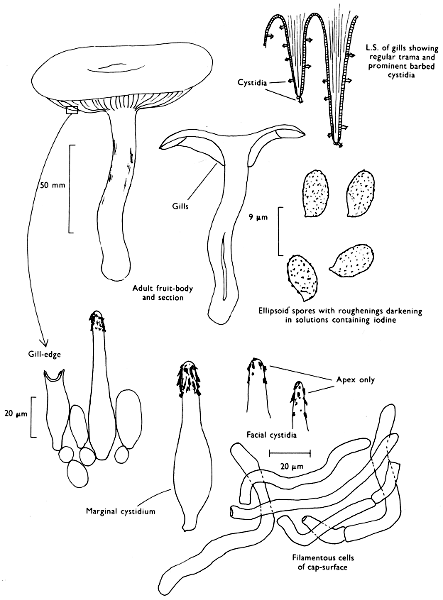 L.S. of gills showing
regular trama and
prominent barbed
cystidia
Cystidia
50 mm
Gills
9 μm
Adult fruit-body
and section
Ellipsoid spores with roughenings darkening
in solutions containing iodine
Gill-edge
20 μm
Apex only
Facial cystidia
20 μm
Marginal cystidium
Filamentous cells
of cap-surface